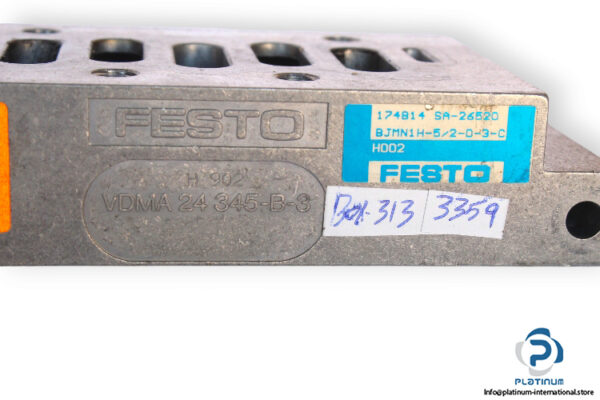 FESTO
H 902
VDMA 24 345-B-3
174814 SA-26520
BJMN1H-5/2-D-3-C
H002
FESTO
Box-313 3359
PLATINUM
Info@platinum-international.store